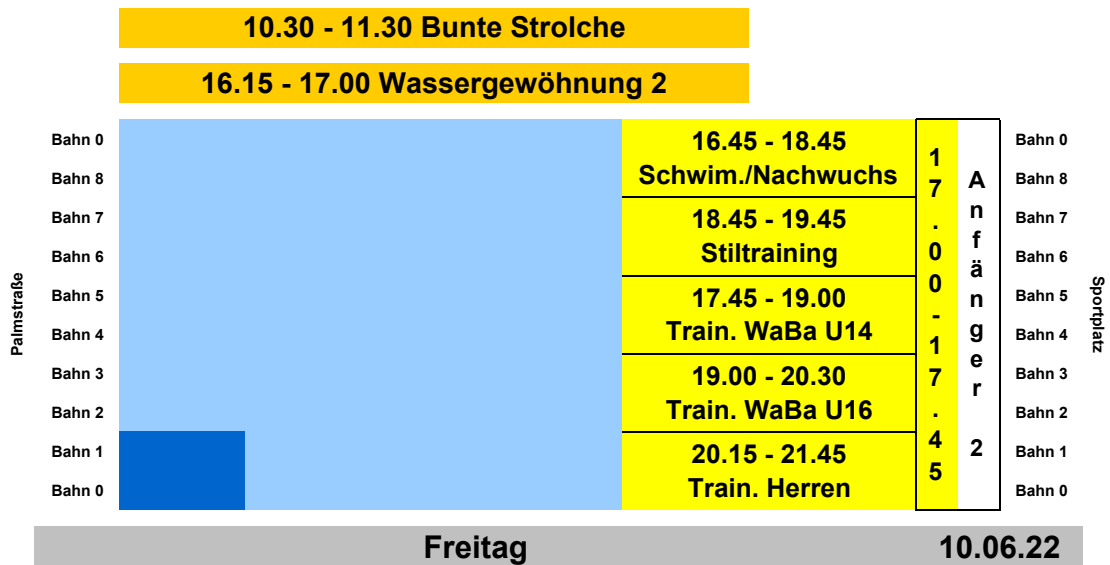 10.30 - 11.30 Bunte Strolche
16.15 - 17.00 Wassergewöhnung 2
Palmstraße
Bahn 0
Bahn 8
Bahn 7
Bahn 6
Bahn 5
Bahn 4
Bahn 3
Bahn 2
Bahn 1
Bahn 0
16.45 - 18.45
Schwim./Nachwuchs
18.45 - 19.45
Stiltraining
17.45 - 19.00
Train. WaBa U14
19.00 - 20.30
Train. WaBa U16
20.15 - 21.45
Train. Herren
17.00-17.45
Anfänger 2
Bahn 0
Bahn 8
Bahn 7
Bahn 6
Bahn 5
Bahn 4
Bahn 3
Bahn 2
Bahn 1
Bahn 0
Sportplatz
Freitag 10.06.22